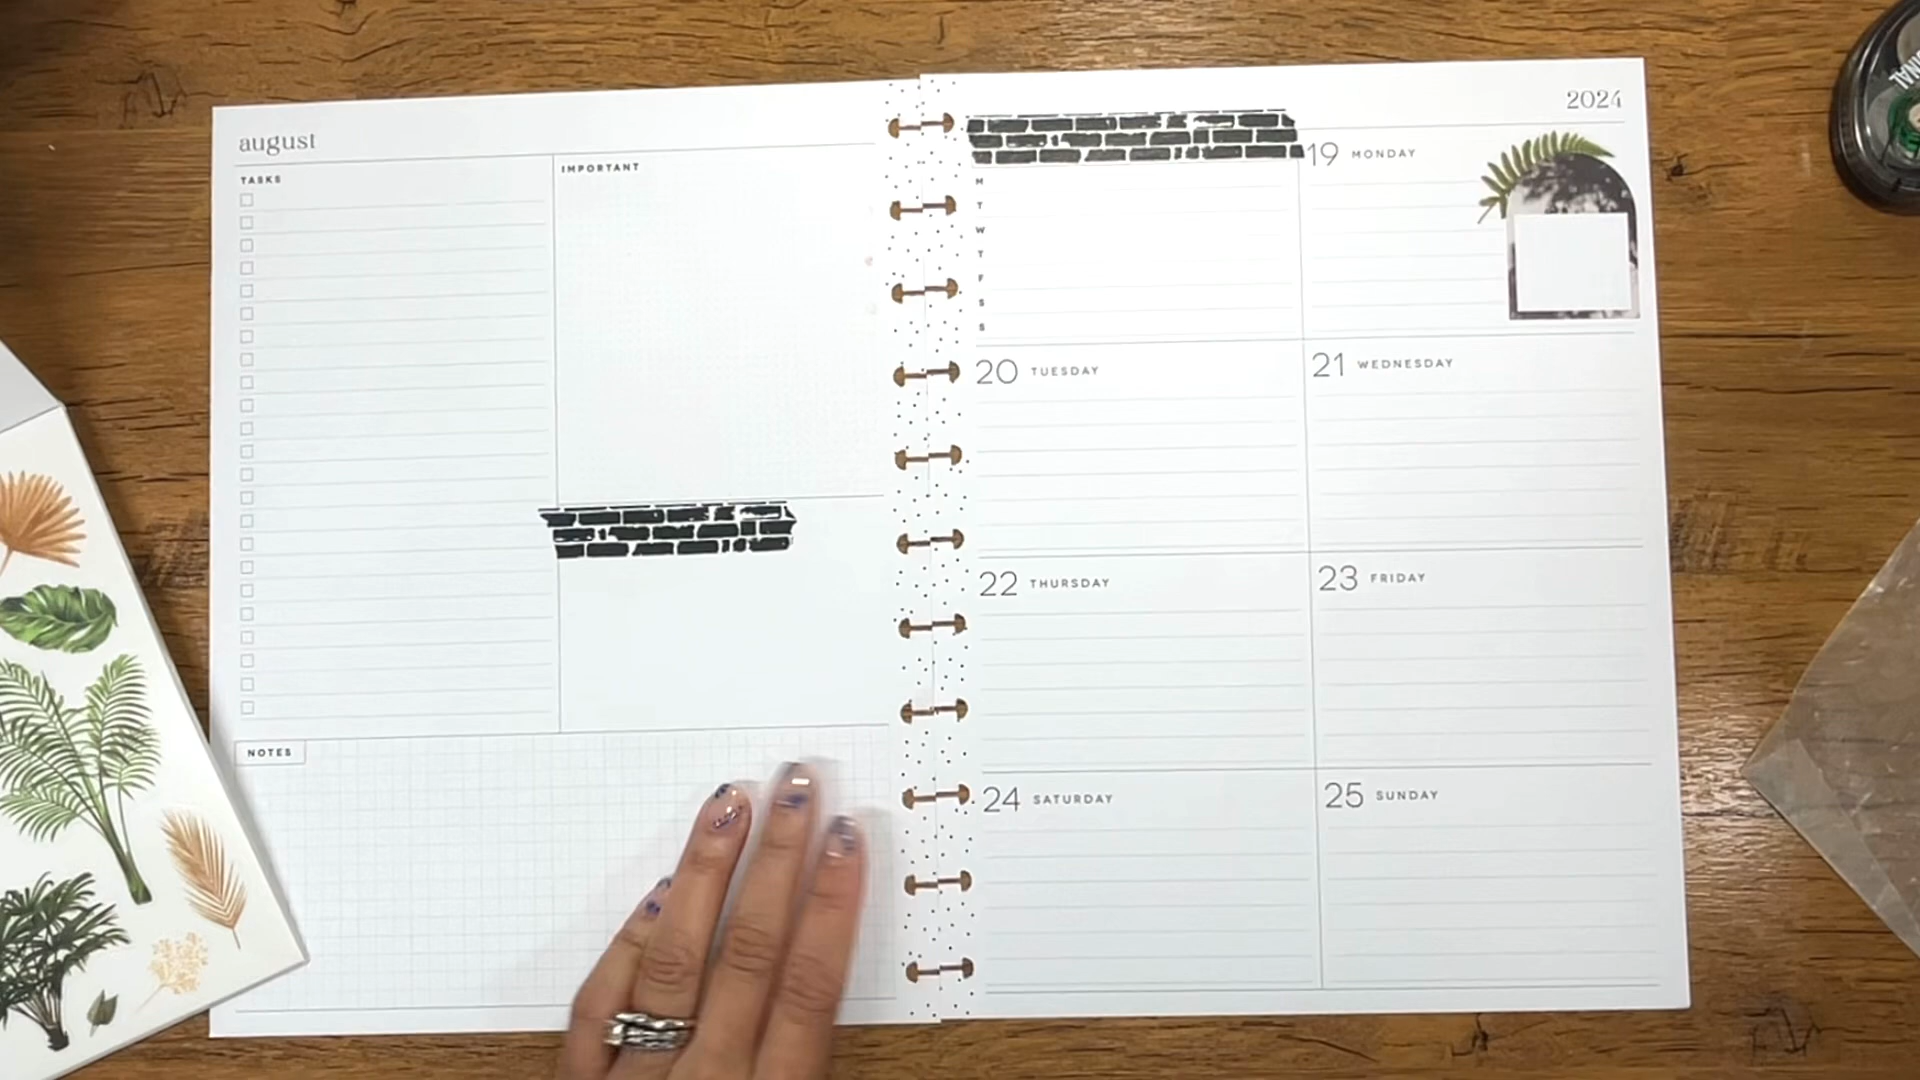 august
TASKS
IMPORTANT
NOTES
2024
M
T
W
T
F
S
S
19 MONDAY
20 TUESDAY
21 WEDNESDAY
22 THURSDAY
23 FRIDAY
24 SATURDAY
25 SUNDAY